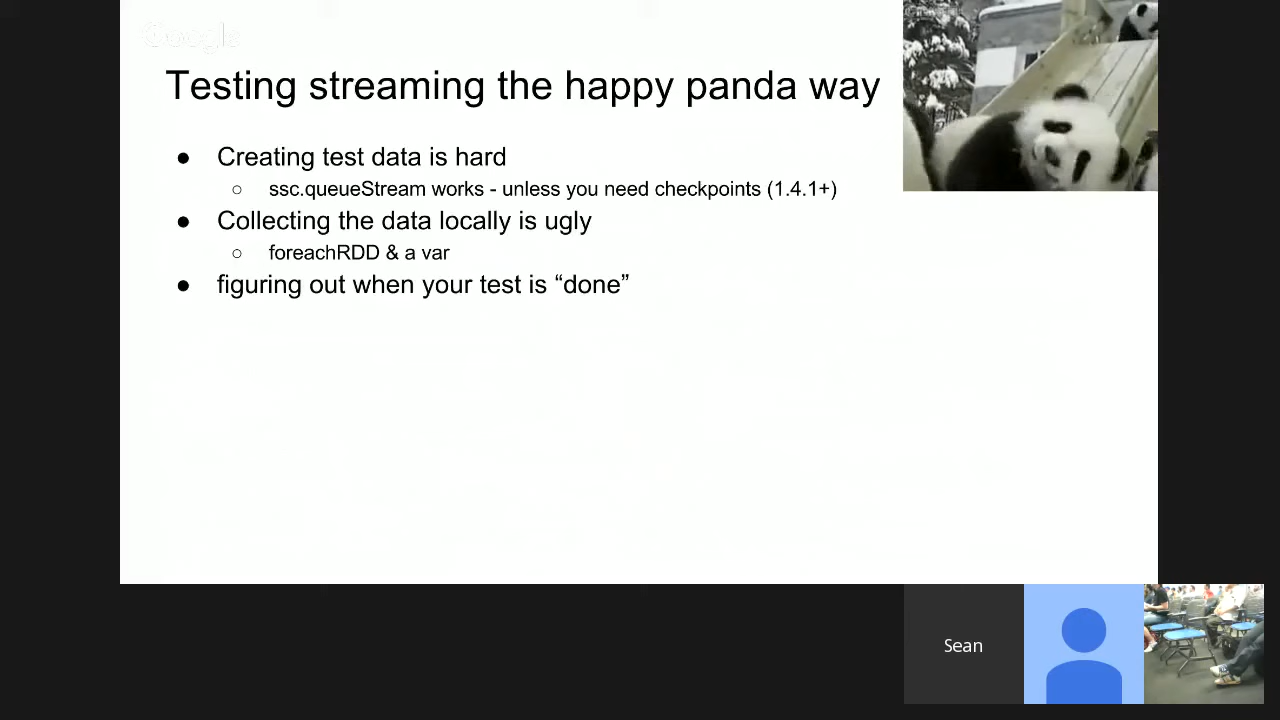 Google
Testing streaming the happy panda way
● Creating test data is hard
○ ssc.queueStream works - unless you need checkpoints (1.4.1+)
● Collecting the data locally is ugly
○ foreachRDD & a var
● figuring out when your test is “done”
Sean